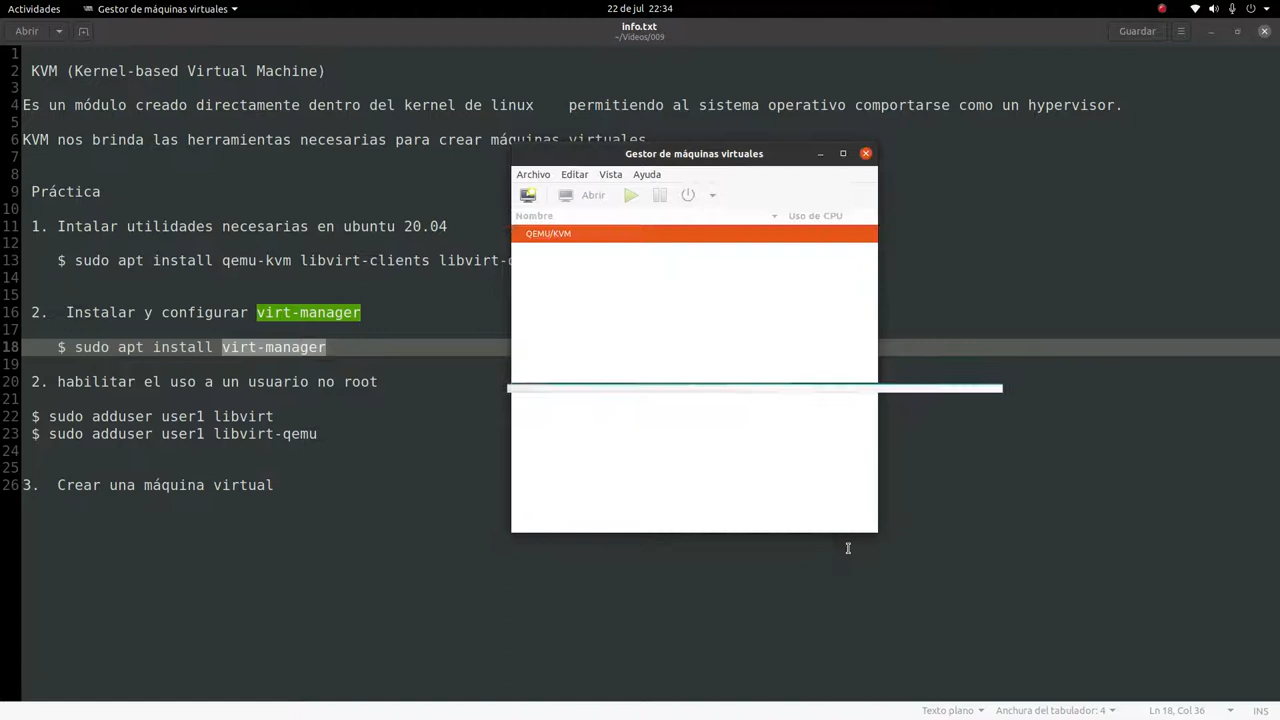 Actividades
Gestor de máquinas virtuales
22 de jul 22:34
Abrir
info.txt
~/Vídeos/009
Guardar
1
2 KVM (Kernel-based Virtual Machine)
3
4 Es un módulo creado directamente dentro del kernel de linux permitiendo al sistema operativo comportarse como un hypervisor.
5
6 KVM nos brinda las herramientas necesarias para crear máquinas virtuales
7
8
9 Práctica
10
11 1. Intalar utilidades necesarias en ubuntu 20.04
12
13 $ sudo apt install qemu-kvm libvirt-clients
14
15
16 2. Instalar y configurar virt-manager
17
18 $ sudo apt install virt-manager
19
20 2. habilitar el uso a un usuario no root
21
22 $ sudo adduser user1 libvirt
23 $ sudo adduser user1 libvirt-qemu
24
25
26 3. Crear una máquina virtual
Gestor de máquinas virtuales
Archivo Editar Vista Ayuda
Abrir
Nombre Uso de CPU
QEMU/KVM
Texto plano Anchura del tabulador: 4 Ln 18, Col 36 INS